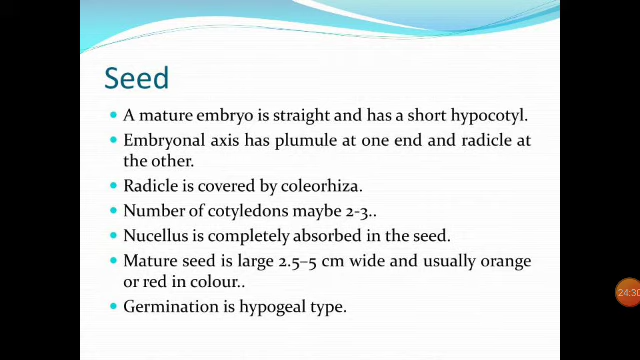 Seed
A mature embryo is straight and has a short hypocotyl.
Embryonal axis has plumule at one end and radicle at
the other.
Radicle is covered by coleorhiza.
Number of cotyledons maybe 2-3..
Nucellus is completely absorbed in the seed.
Mature seed is large 2.5–5 cm wide and usually orange
or red in colour..
Germination is hypogeal type.
24:30